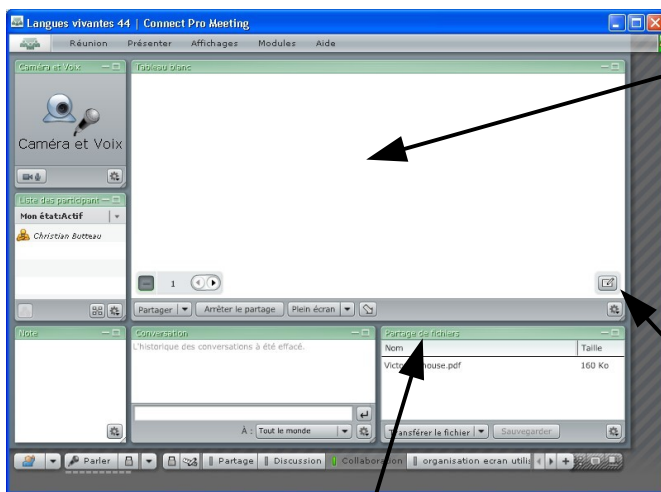 Langues vivantes 44 | Connect Pro Meeting
Réunion Présenter Affichages Modules Aide
Caméra et Voix
Tableau blanc
Caméra et Voix
Liste des participant
Mon état:Actif
Christian Butteau
1
Partager Arrêter le partage Plein écran
Note
Conversation
Partage de fichiers
L'historique des conversations à été effacé.
Nom Taille
house.pdf 160 Ko
À : Tout le monde
Transférer le fichier Sauvegarder
Parler Partage Discussion Collaboration organisation ecran utilis